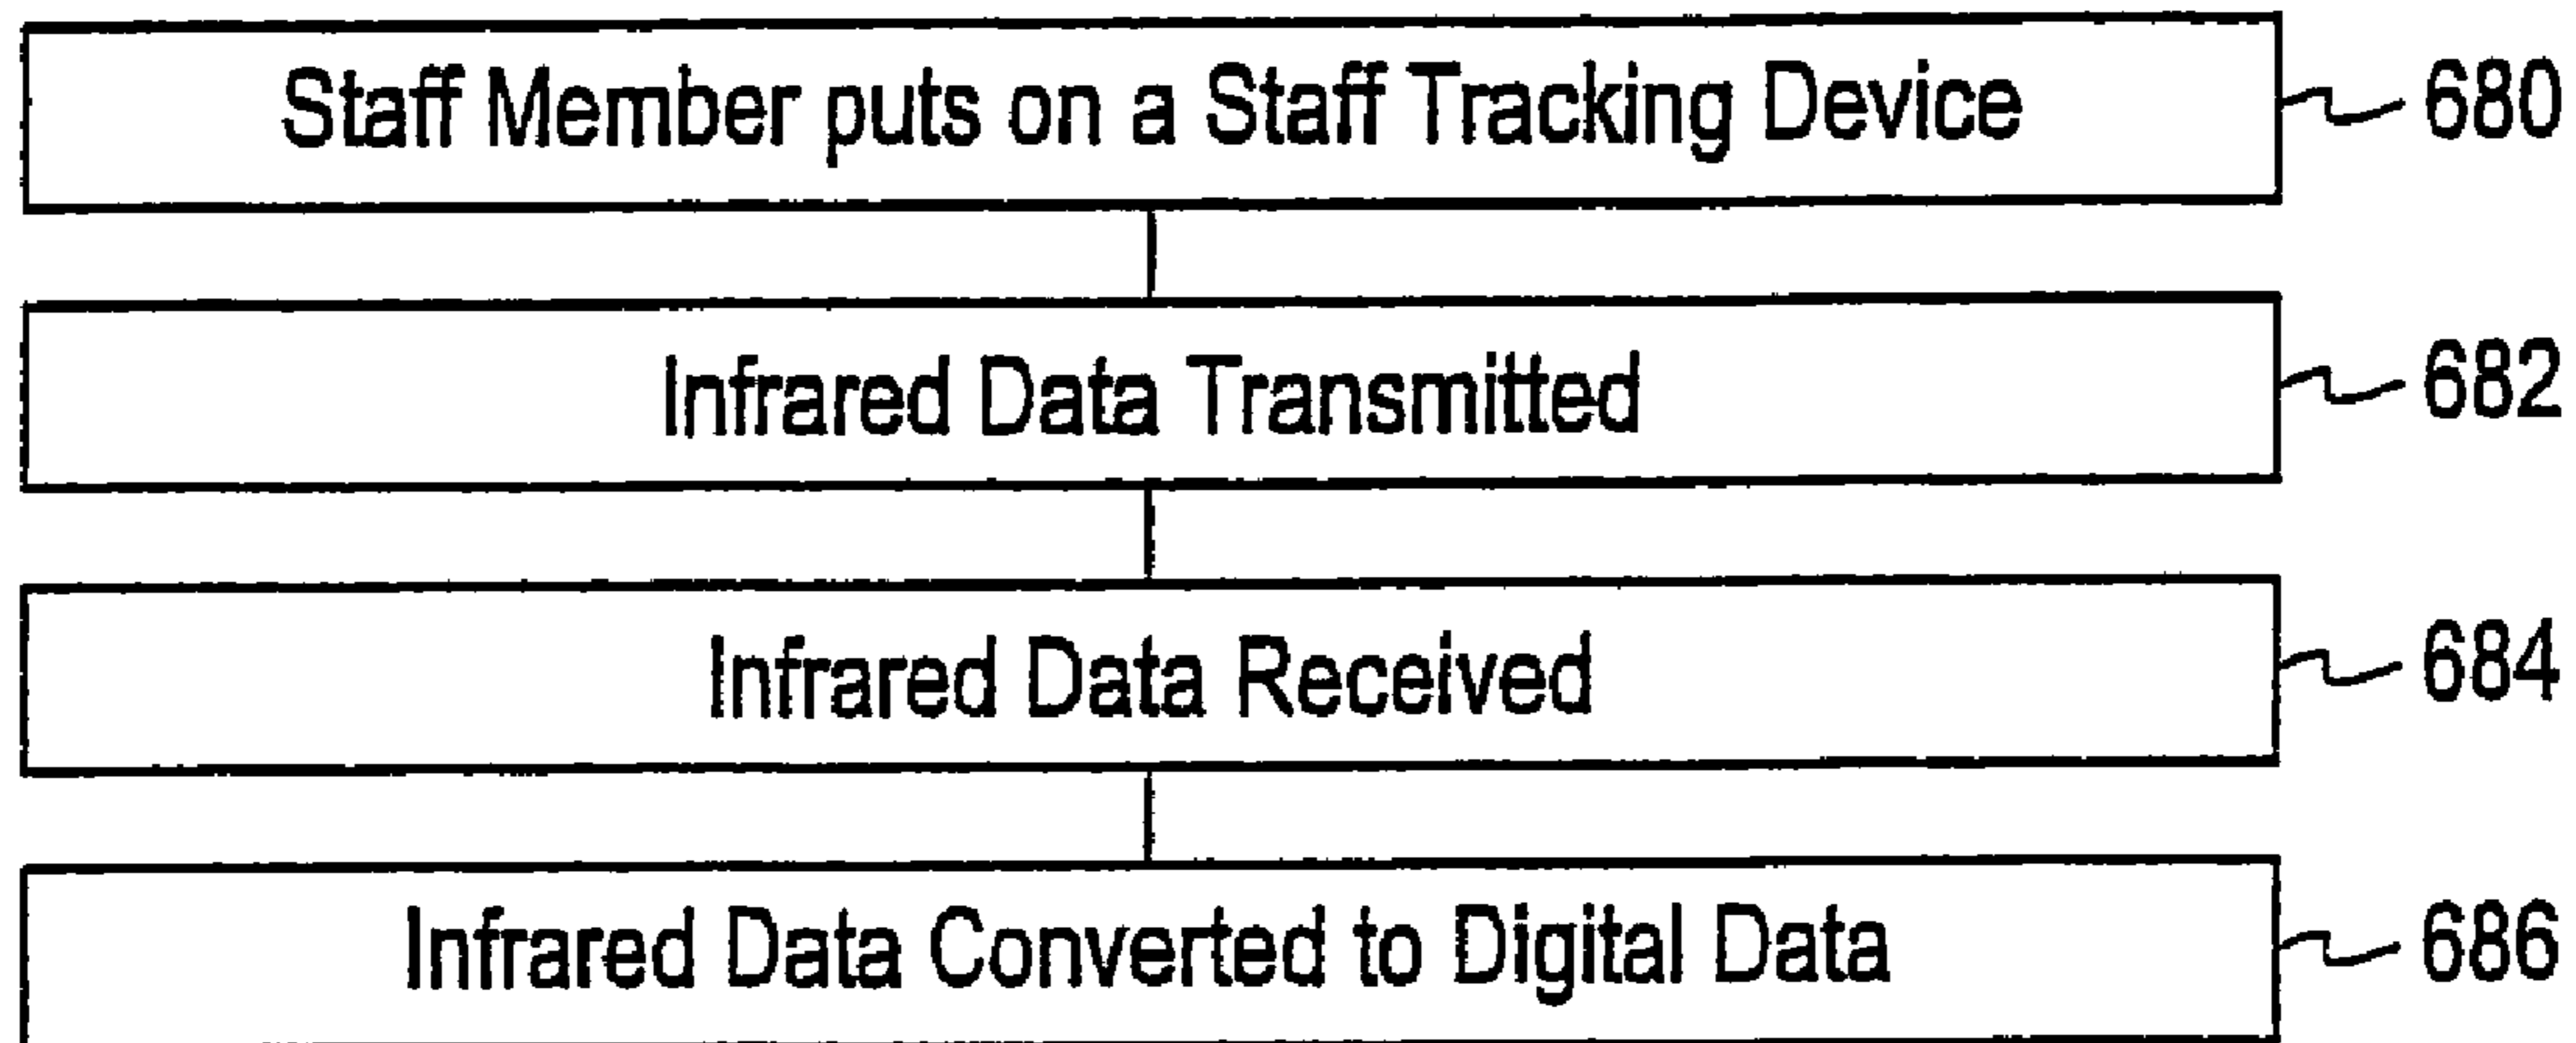 Staff Member puts on a Staff Tracking Device 680
Infrared Data Transmitted 682
Infrared Data Received 684
Infrared Data Converted to Digital Data 686